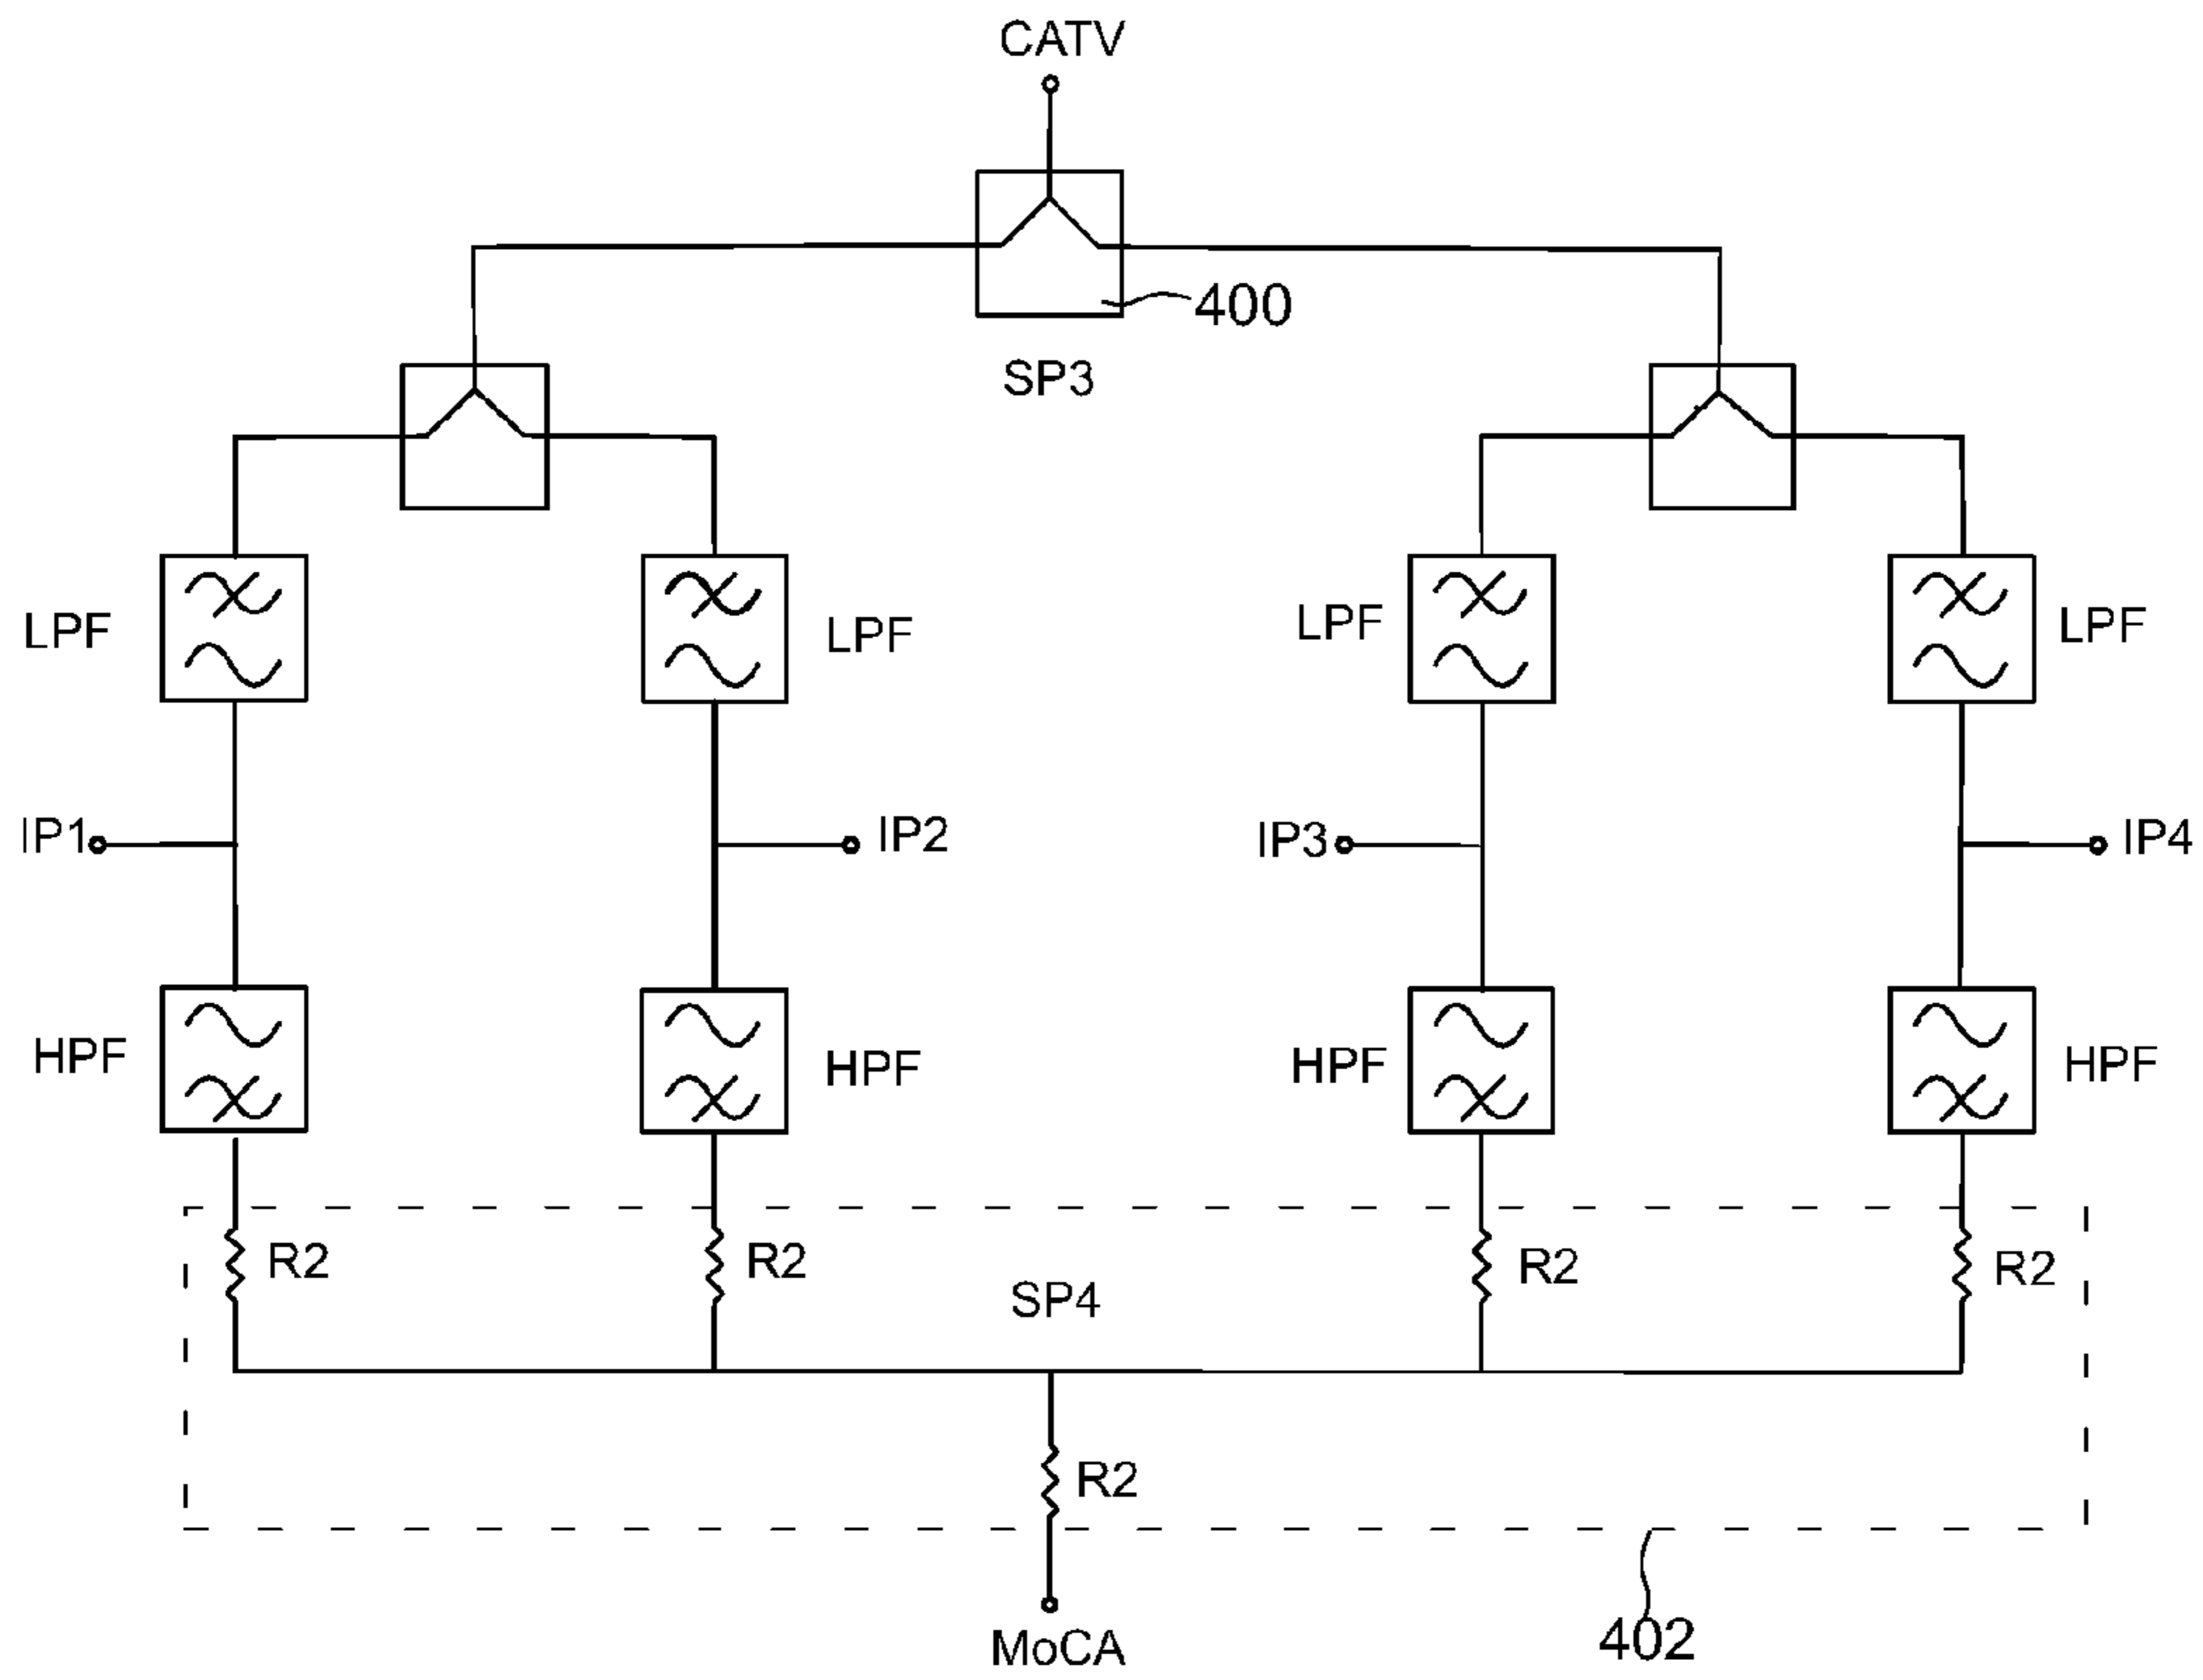 CATV
400
SP3
LPF
LPF
LPF
LPF
IP1
IP2
IP3
IP4
HPF
HPF
HPF
HPF
R2
R2
SP4
R2
R2
R2
MoCA
402